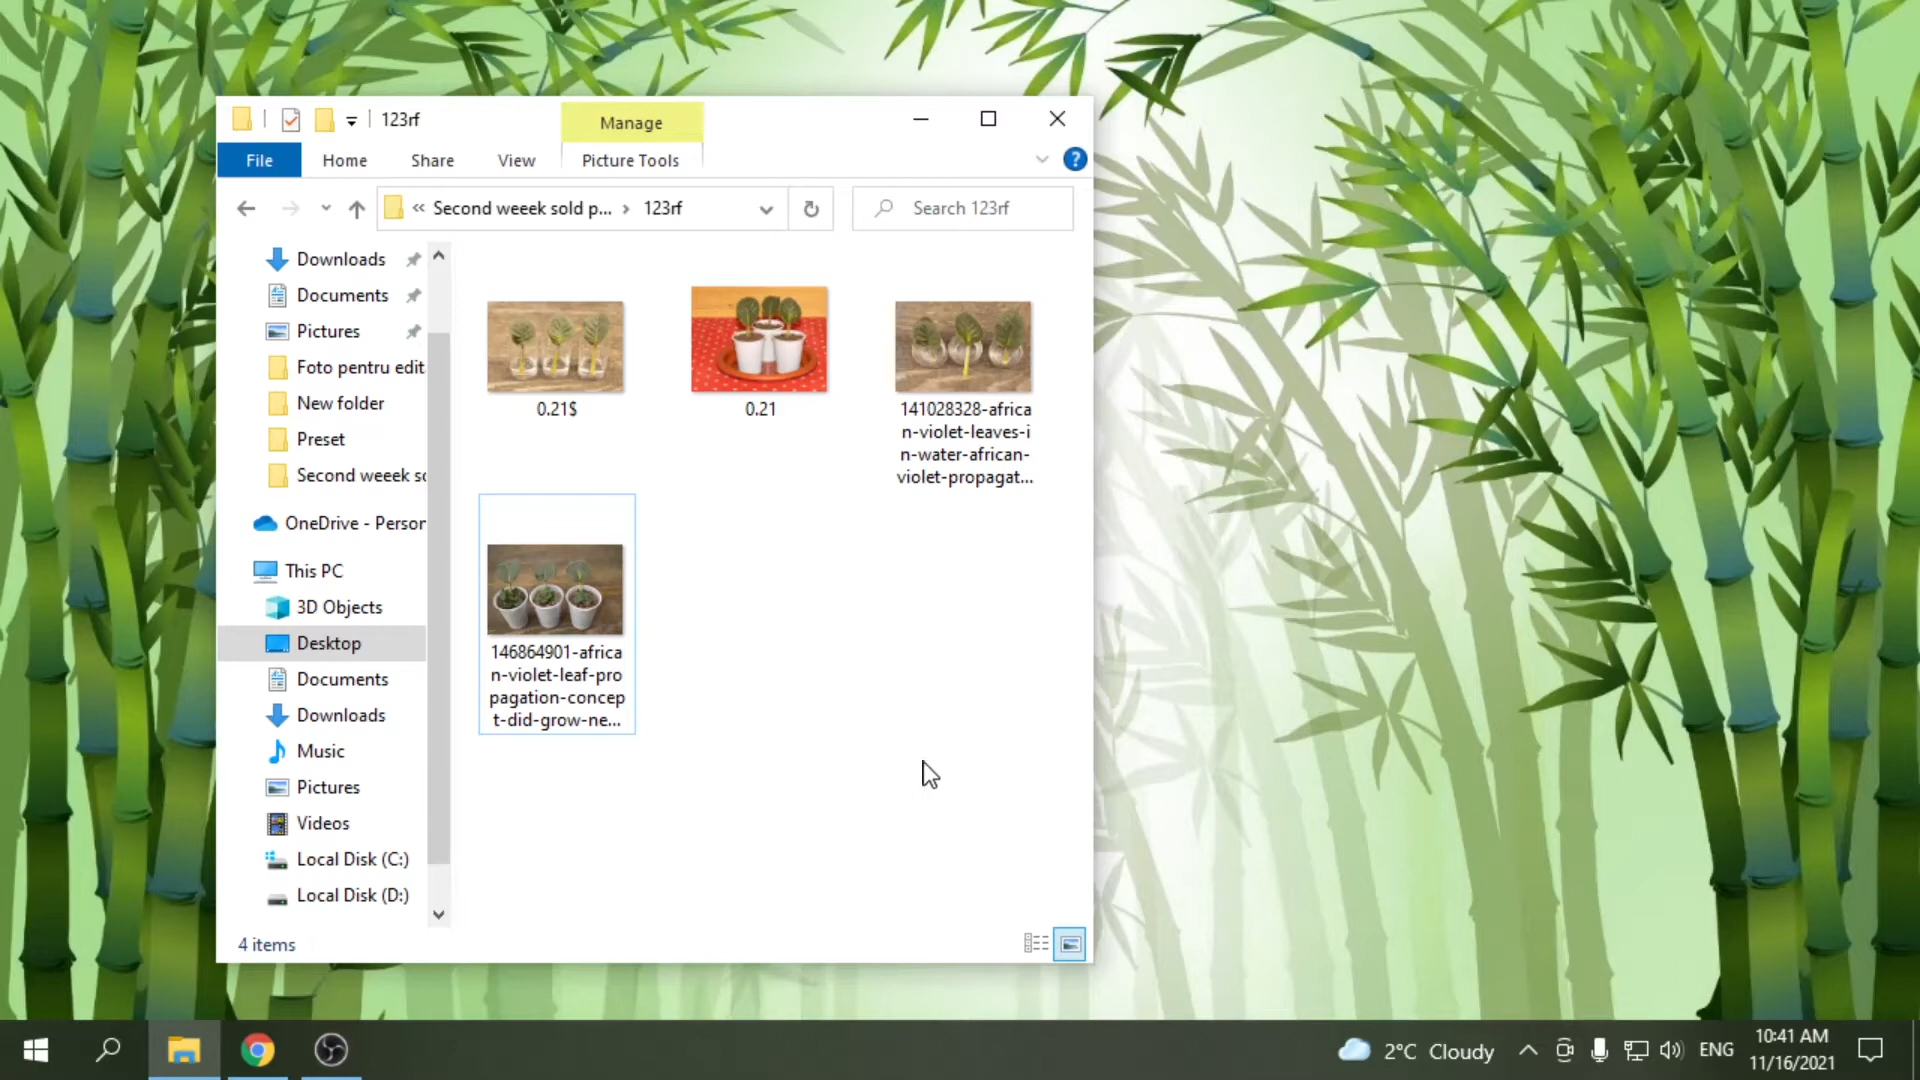 123rf
Manage
File
Home
Share
View
Picture Tools
?
« Second weeek sold p... › 123rf
Search 123rf
Downloads
Documents
Pictures
Foto pentru edit
New folder
Preset
Second weeek sc
OneDrive - Person
This PC
3D Objects
Desktop
Documents
Downloads
Music
Pictures
Videos
Local Disk (C:)
Local Disk (D:)
0.21$
0.21
141028328-africa
n-violet-leaves-i
n-water-african-
violet-propagat...
146864901-africa
n-violet-leaf-pro
pagation-concep
t-did-grow-ne...
4 items
2°C Cloudy
ENG
10:41 AM
11/16/2021